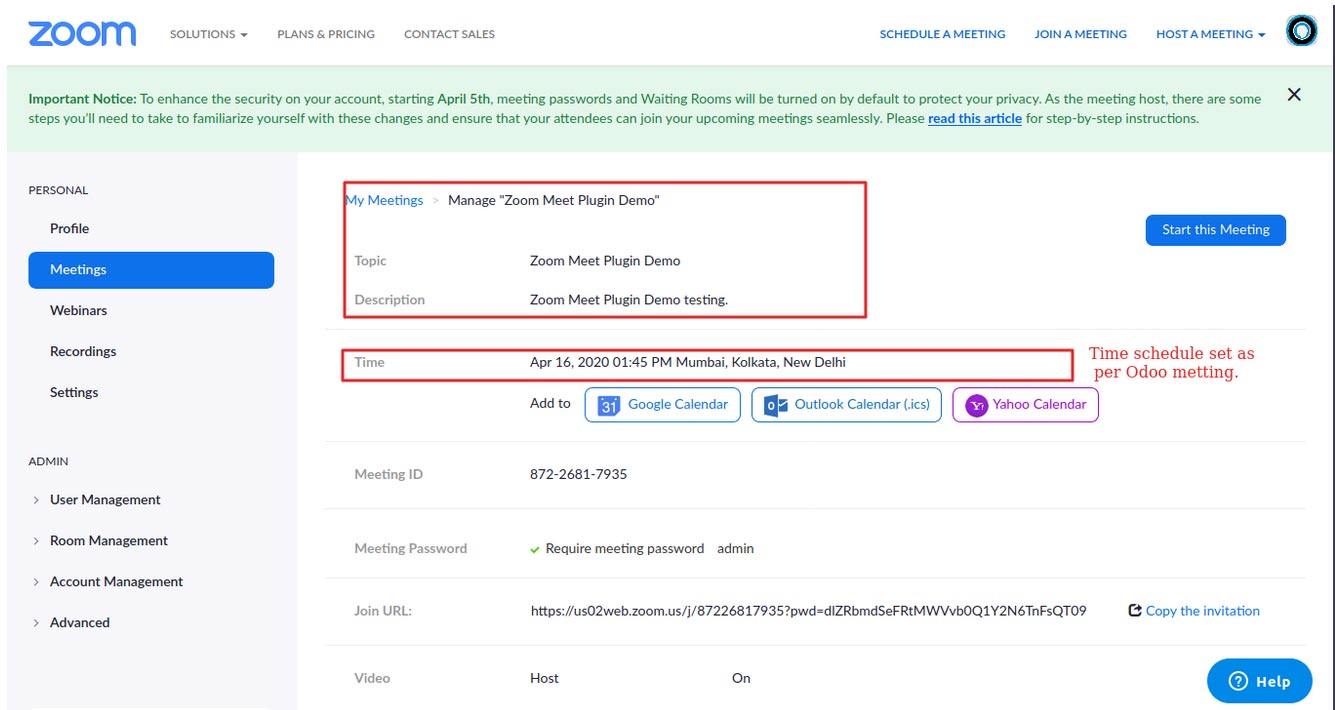 zoom
SOLUTIONS
PLANS & PRICING
CONTACT SALES
SCHEDULE A MEETING
JOIN A MEETING
HOST A MEETING
Important Notice: To enhance the security on your account, starting April 5th, meeting passwords and Waiting Rooms will be turned on by default to protect your privacy. As the meeting host, there are some
steps you'll need to take to familiarize yourself with these changes and ensure that your attendees can join your upcoming meetings seamlessly. Please read this article for step-by-step instructions.
PERSONAL
Profile
Meetings
Webinars
Recordings
Settings
ADMIN
User Management
Room Management
Account Management
Advanced
My Meetings > Manage "Zoom Meet Plugin Demo"
Start this Meeting
Topic Zoom Meet Plugin Demo
Description Zoom Meet Plugin Demo testing.
Time Apr 16, 2020 01:45 PM Mumbai, Kolkata, New Delhi
Time schedule set as
per Odoo metting.
Add to 31 Google Calendar Outlook Calendar (.ics) Yahoo Calendar
Meeting ID 872-2681-7935
Meeting Password Require meeting password admin
Join URL: https://us02web.zoom.us/j/87226817935?pwd=dlZRbmdSeFRtMWVvb0Q1Y2N6TnFsQT09 Copy the invitation
Video Host On
Help